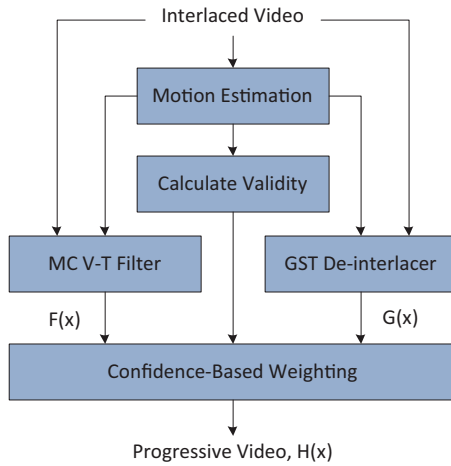 Interlaced Video
Motion Estimation
Calculate Validity
MC V-T Filter
GST De-interlacer
F(x)
G(x)
Confidence-Based Weighting
Progressive Video, H(x)